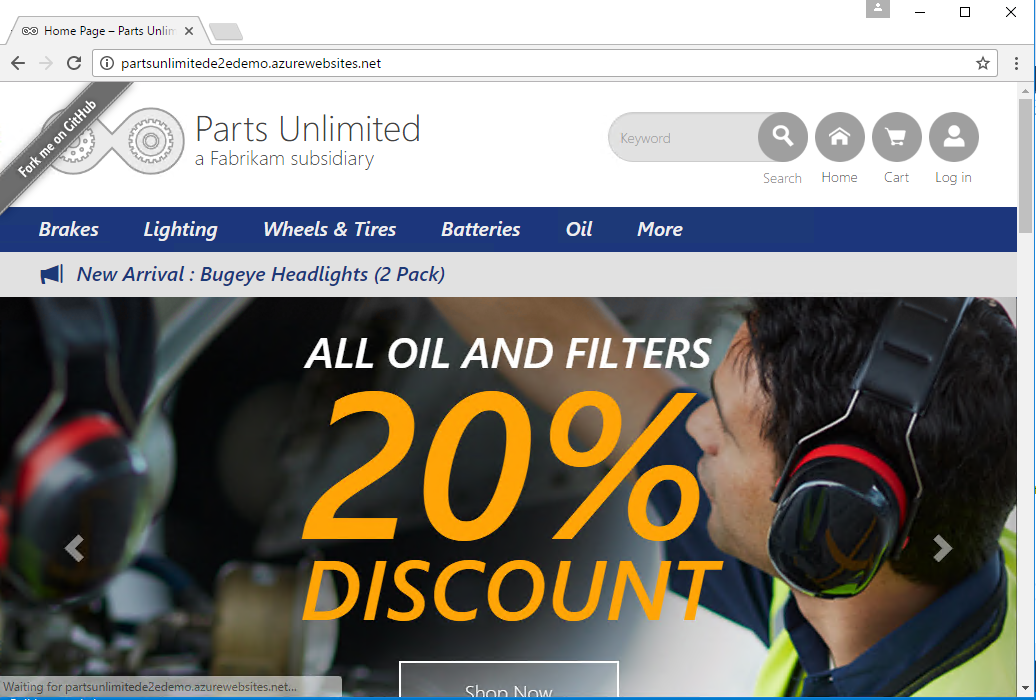 Home Page – Parts Unlim
partsunlimitede2edemo.azurewebsites.net
Fork me on GitHub
Parts Unlimited
a Fabrikam subsidiary
Keyword
Search
Home
Cart
Log in
Brakes Lighting Wheels & Tires Batteries Oil More
New Arrival : Bugeye Headlights (2 Pack)
ALL OIL AND FILTERS
20%
DISCOUNT
Shop Now
Waiting for partsunlimitede2edemo.azurewebsites.net...